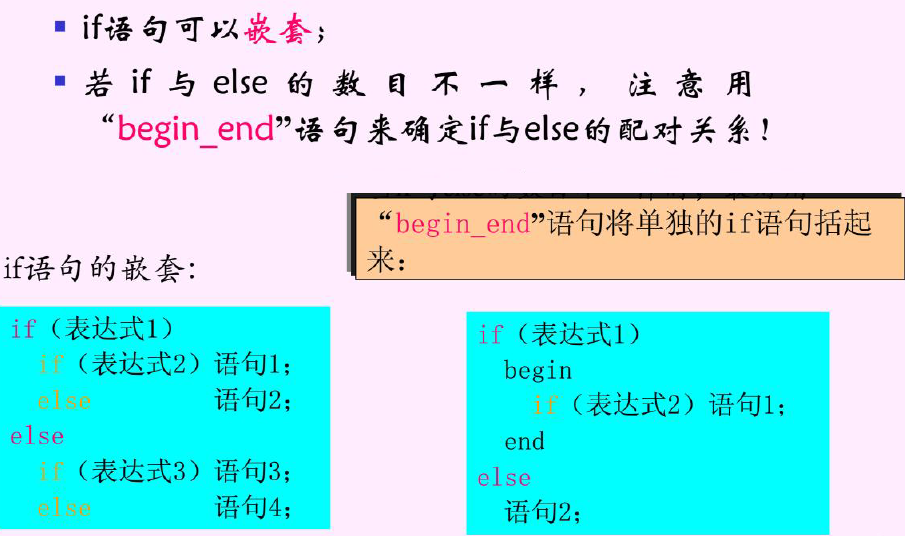 if语句可以嵌套;
若 if 与 else 的数目不一样,注意用
“begin_end”语句来确定if与else的配对关系!
“begin_end”语句将单独的if语句括起
来:
if语句的嵌套:
if(表达式1)
if(表达式2)语句1;
else 语句2;
else
if(表达式3)语句3;
else 语句4;
if(表达式1)
begin
if(表达式2)语句1;
end
else
语句2;